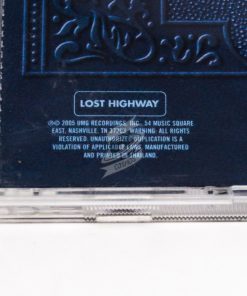 LOST HIGHWAY
℗© 2005 UMG RECORDINGS, INC. 54 MUSIC SQUARE
EAST, NASHVILLE, TN 37203. WARNING: ALL RIGHTS
RESERVED. UNAUTHORIZED DUPLICATION IS A
VIOLATION OF APPLICABLE LAWS. MANUFACTURED
AND PRINTED IN THAILAND.